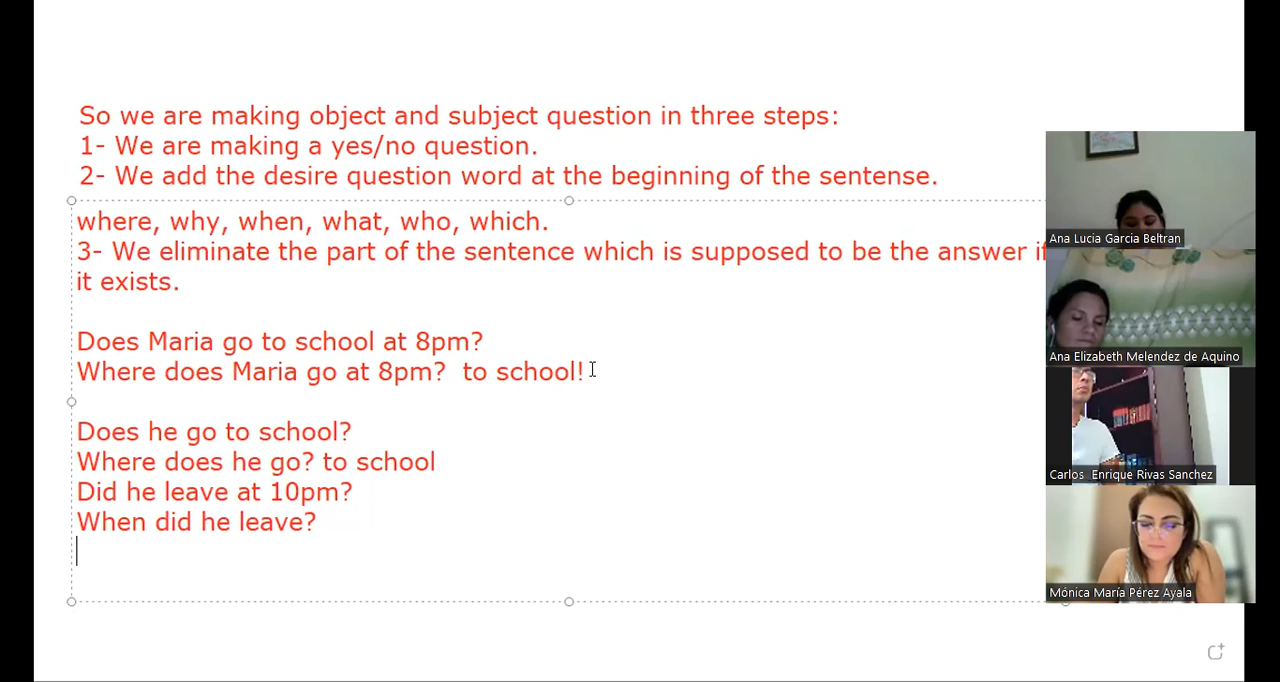 So we are making object and subject question in three steps:
1- We are making a yes/no question.
2- We add the desire question word at the beginning of the sentense.
where, why, when, what, who, which.
3- We eliminate the part of the sentence which is supposed to be the answer if
it exists.
Does Maria go to school at 8pm?
Where does Maria go at 8pm?  to school!
Does he go to school?
Where does he go? to school
Did he leave at 10pm?
When did he leave?
Ana Lucia Garcia Beltran
Ana Elizabeth Melendez de Aquino
Carlos  Enrique Rivas Sanchez
Mónica María Pérez Ayala